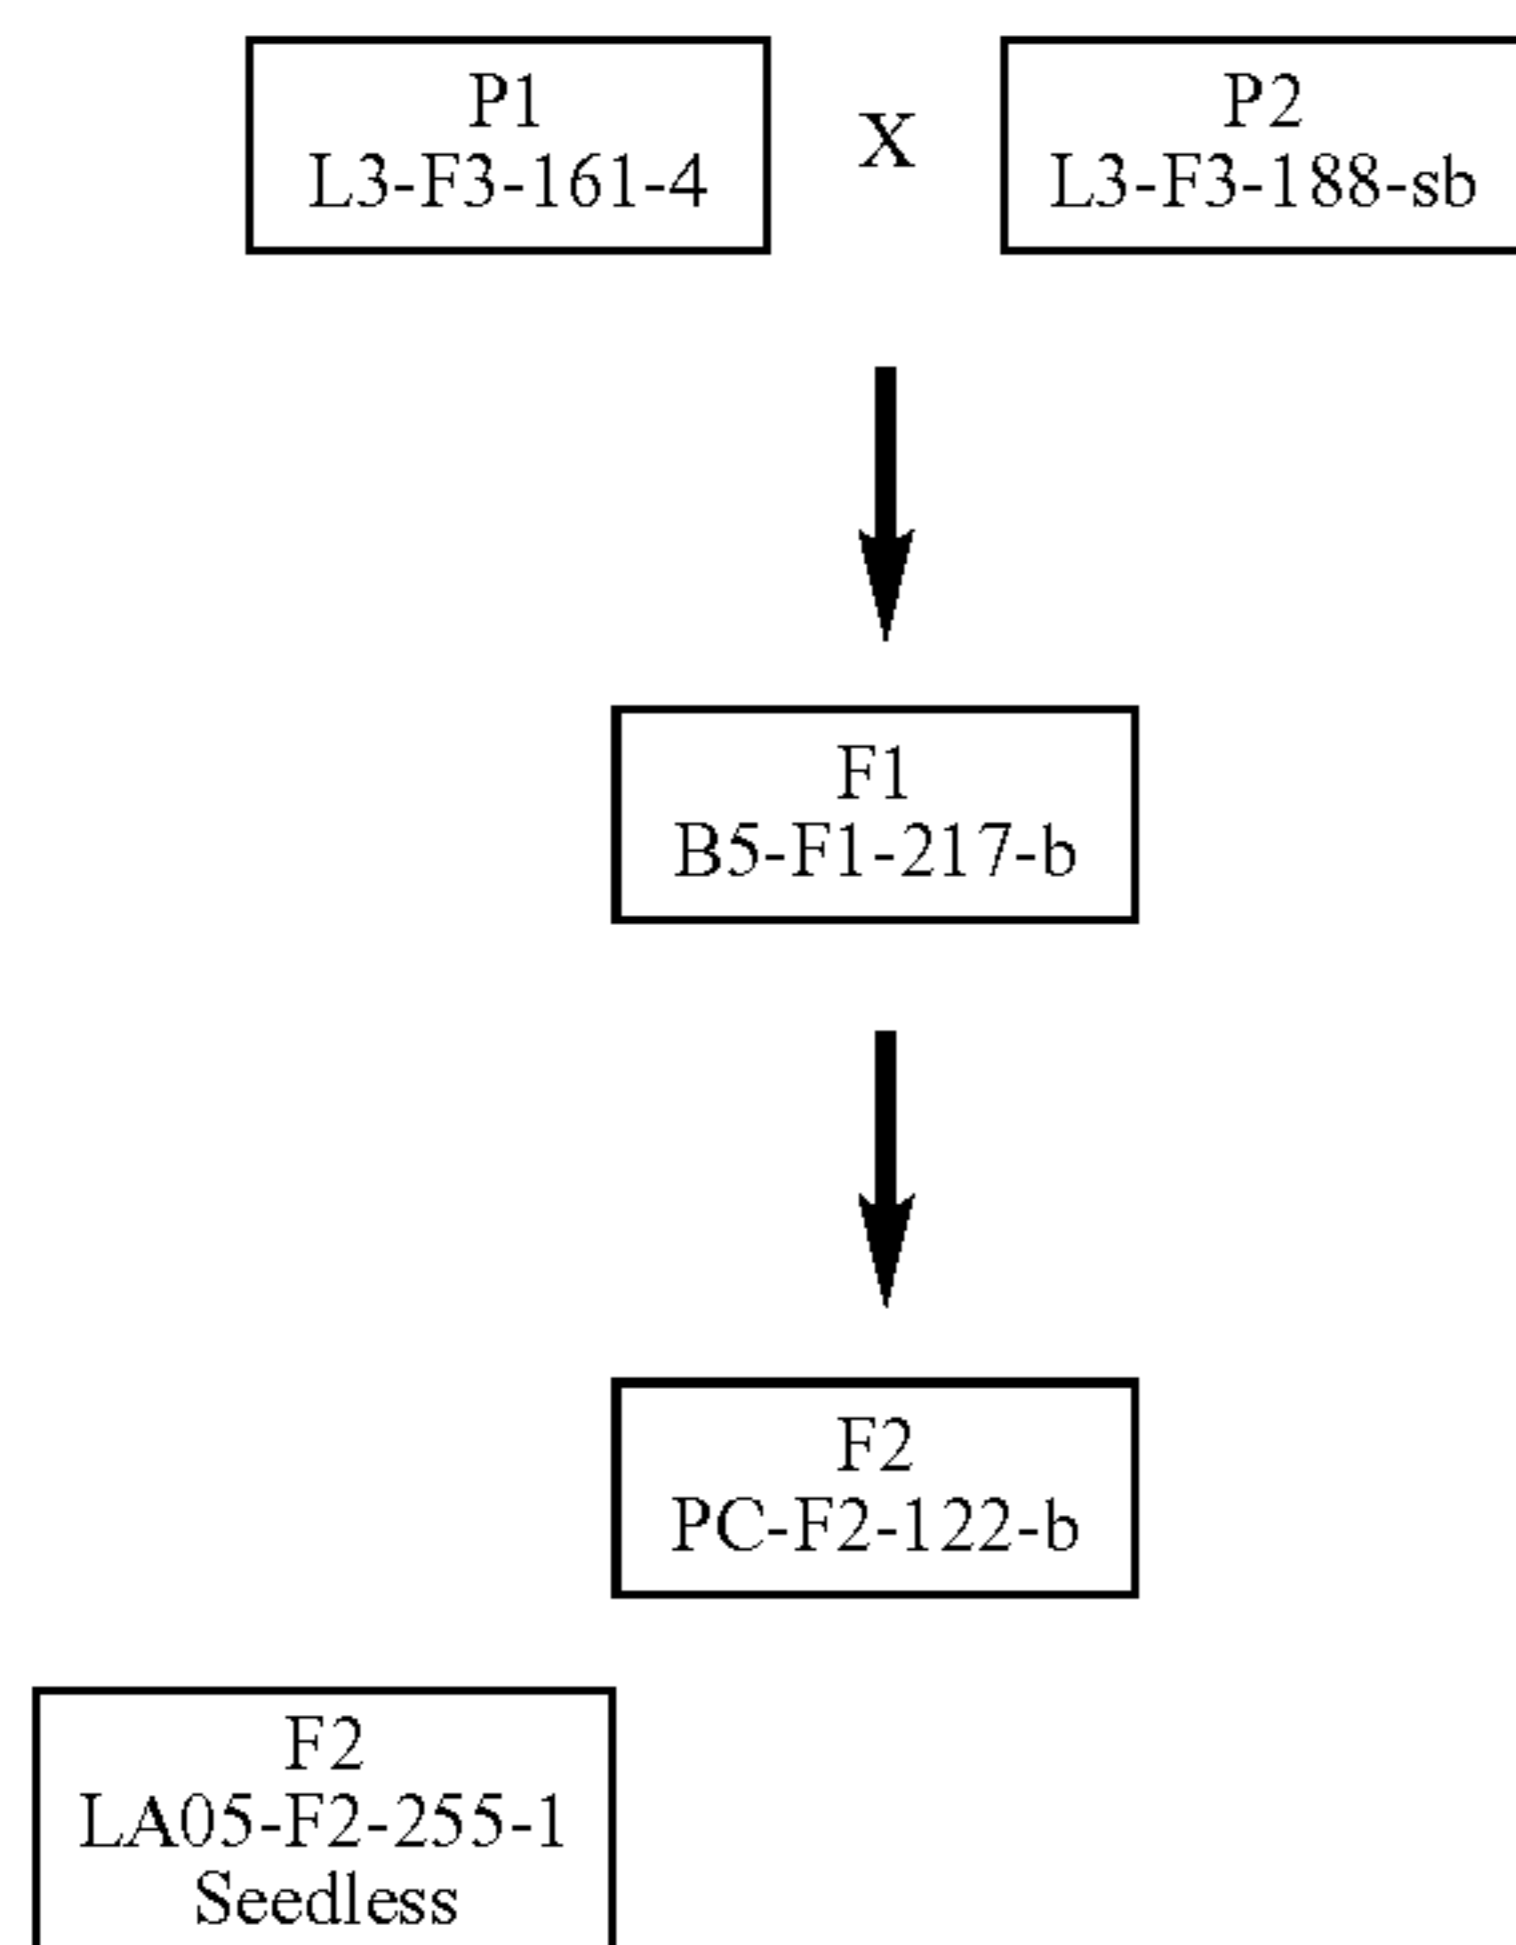 P1
L3-F3-161-4
X
P2
L3-F3-188-sb
F1
B5-F1-217-b
F2
PC-F2-122-b
F2
LA05-F2-255-1
Seedless